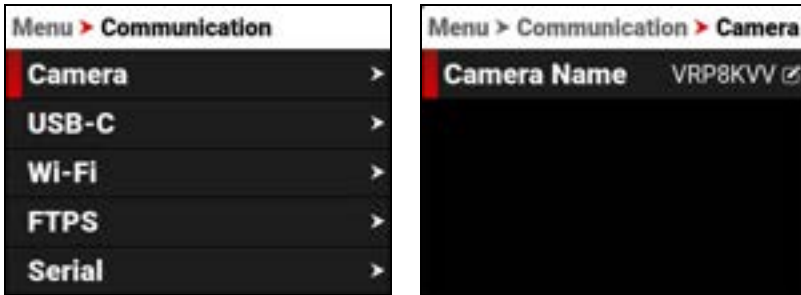 Menu > Communication
Camera
USB-C
Wi-Fi
FTPS
Serial
Menu > Communication > Camera
Camera Name VRP8KVV